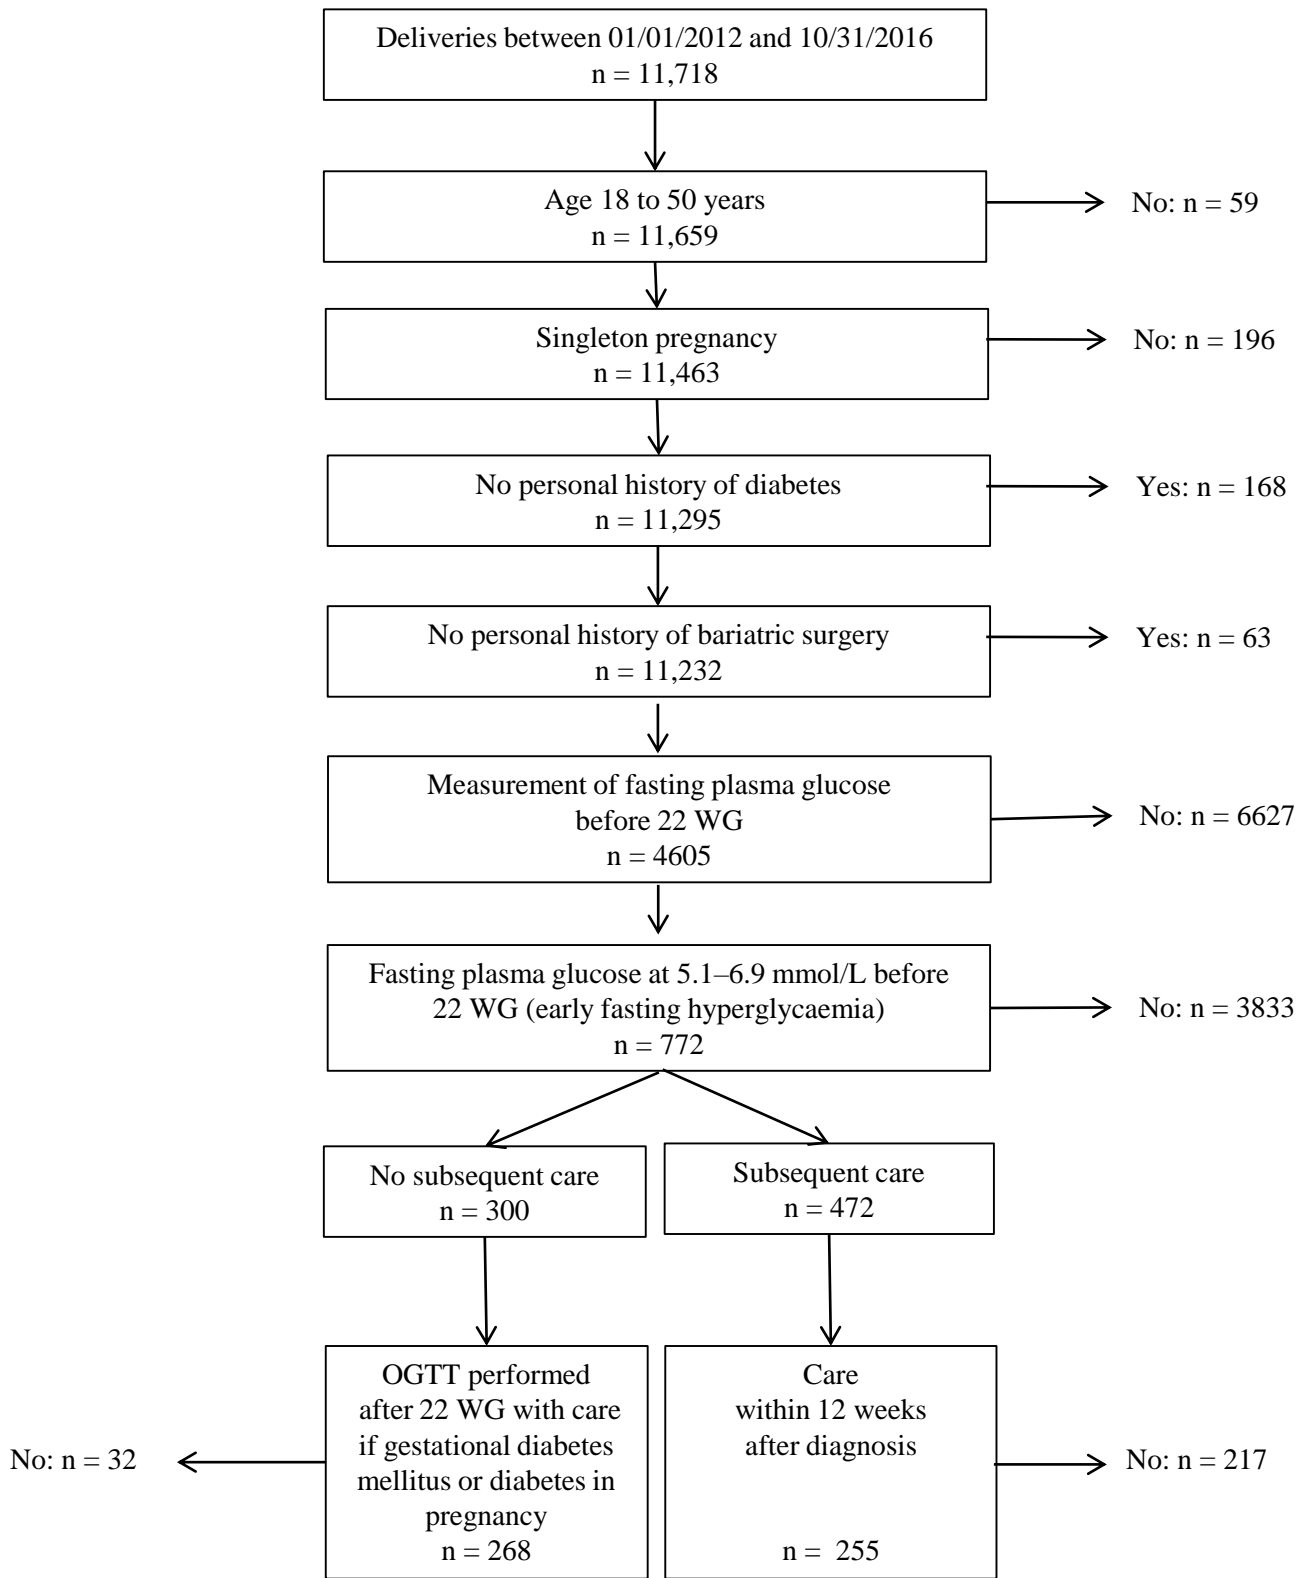 Deliveries between 01/01/2012 and 10/31/2016
n = 11,718
Age 18 to 50 years
n = 11,659
No: n = 59
Singleton pregnancy
n = 11,463
No: n = 196
No personal history of diabetes
n = 11,295
Yes: n = 168
No personal history of bariatric surgery
n = 11,232
Yes: n = 63
Measurement of fasting plasma glucose
before 22 WG
n = 4605
No: n = 6627
Fasting plasma glucose at 5.1–6.9 mmol/L before
22 WG (early fasting hyperglycaemia)
n = 772
No: n = 3833
No subsequent care
n = 300
Subsequent care
n = 472
OGTT performed
after 22 WG with care
if gestational diabetes
mellitus or diabetes in
pregnancy
n = 268
No: n = 32
Care
within 12 weeks
after diagnosis
n =  255
No: n = 217